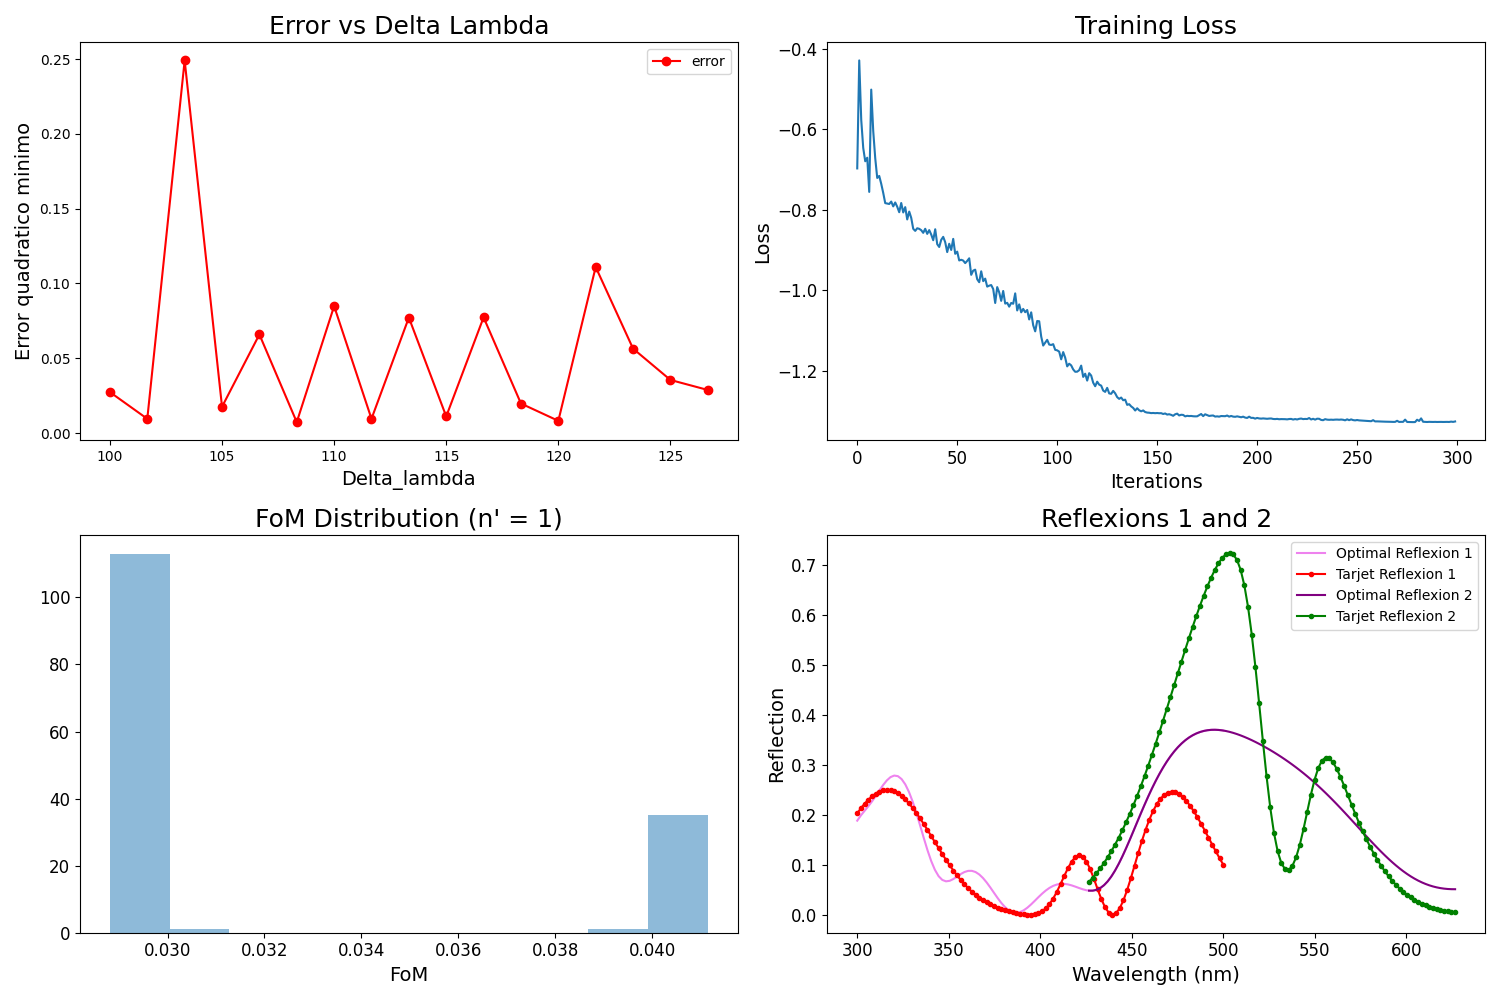 Error vs Delta Lambda
error
Error quadratico minimo
0.25
0.20
0.15
0.10
0.05
0.00
100 105 110 115 120 125
Delta_lambda
Training Loss
Loss
−0.4
−0.6
−0.8
−1.0
−1.2
0 50 100 150 200 250 300
Iterations
FoM Distribution (n' = 1)
100
80
60
40
20
0
0.030 0.032 0.034 0.036 0.038 0.040
FoM
Reflexions 1 and 2
Optimal Reflexion 1
Tarjet Reflexion 1
Optimal Reflexion 2
Tarjet Reflexion 2
Reflection
0.7
0.6
0.5
0.4
0.3
0.2
0.1
0.0
300 350 400 450 500 550 600
Wavelength (nm)